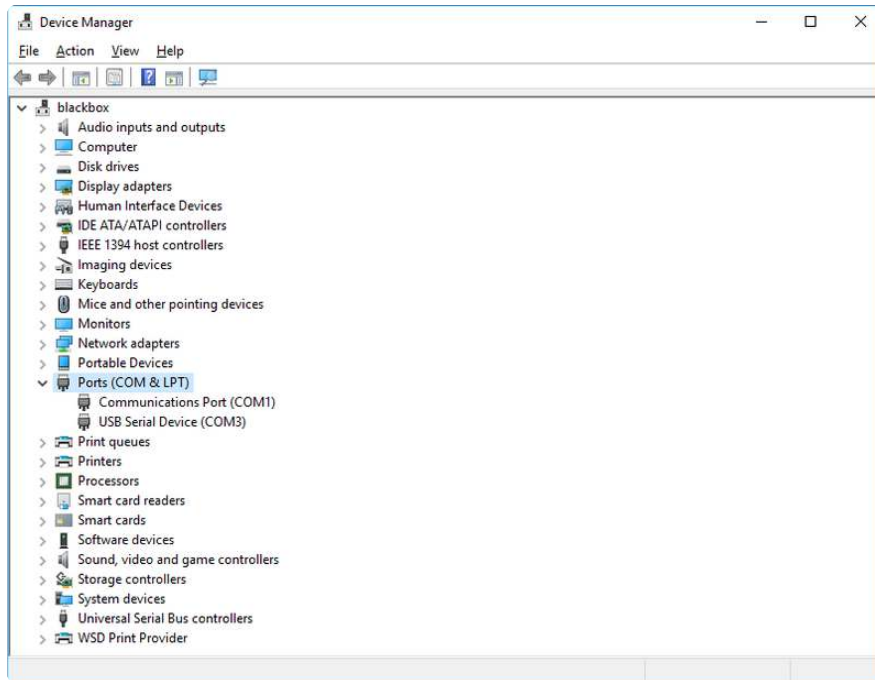 Device Manager
File Action View Help
blackbox
Audio inputs and outputs
Computer
Disk drives
Display adapters
Human Interface Devices
IDE ATA/ATAPI controllers
IEEE 1394 host controllers
Imaging devices
Keyboards
Mice and other pointing devices
Monitors
Network adapters
Portable Devices
Ports (COM & LPT)
Communications Port (COM1)
USB Serial Device (COM3)
Print queues
Printers
Processors
Smart card readers
Smart cards
Software devices
Sound, video and game controllers
Storage controllers
System devices
Universal Serial Bus controllers
WSD Print Provider